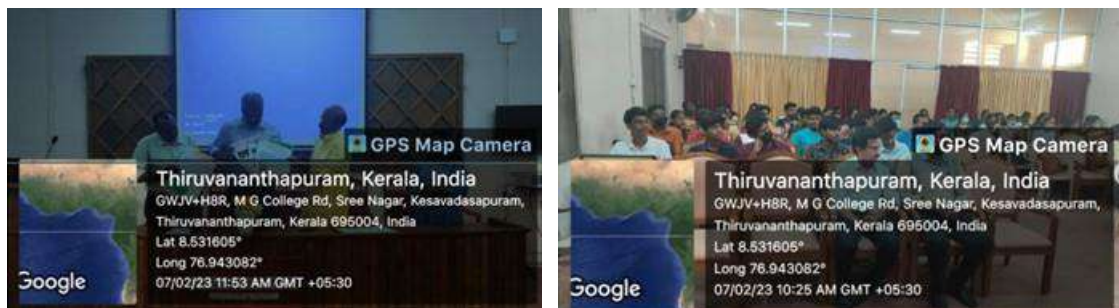 GPS Map Camera
Thiruvananthapuram, Kerala, India
GWJV+H8R, M G College Rd, Sree Nagar, Kesavadasapuram,
Thiruvananthapuram, Kerala 695004, India
Lat 8.531605°
Long 76.943082°
07/02/23 11:53 AM GMT +05:30
Google
GPS Map Camera
Thiruvananthapuram, Kerala, India
GWJV+H8R, M G College Rd, Sree Nagar, Kesavadasapuram,
Thiruvananthapuram, Kerala 695004, India
Lat 8.531605°
Long 76.943082°
07/02/23 10:25 AM GMT +05:30
Google